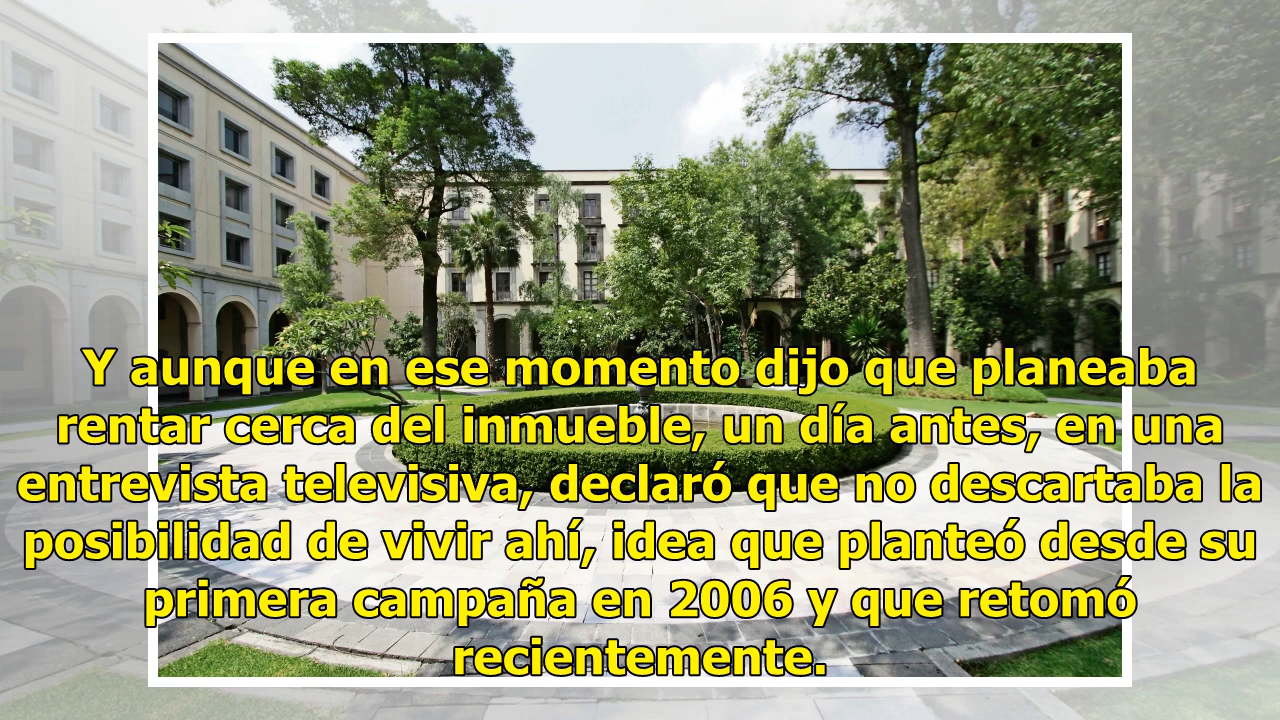 Y aunque en ese momento dijo que planeaba
rentar cerca del inmueble, un día antes, en una
entrevista televisiva, declaró que no descartaba la
posibilidad de vivir ahí, idea que planteó desde su
primera campaña en 2006 y que retomó
recientemente.